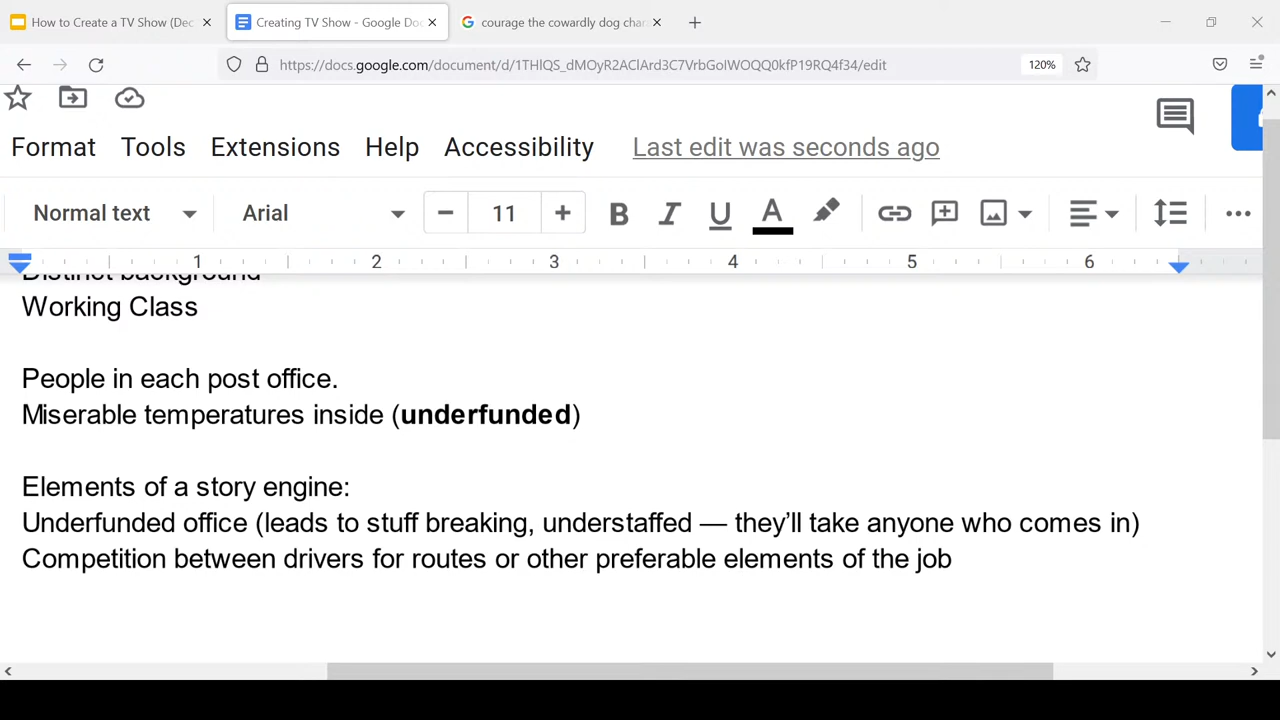 How to Create a TV Show (Dec
Creating TV Show - Google Doc
courage the cowardly dog char
https://docs.google.com/document/d/1THlQS_dMOyR2AClArd3C7VrbGoIWOQQ0kfP19RQ4f34/edit
120%
Format Tools Extensions Help Accessibility Last edit was seconds ago
Normal text Arial 11 B I U A
1 2 3 4 5 6
Distinct background
Working Class
People in each post office.
Miserable temperatures inside (underfunded)
Elements of a story engine:
Underfunded office (leads to stuff breaking, understaffed — they’ll take anyone who comes in)
Competition between drivers for routes or other preferable elements of the job